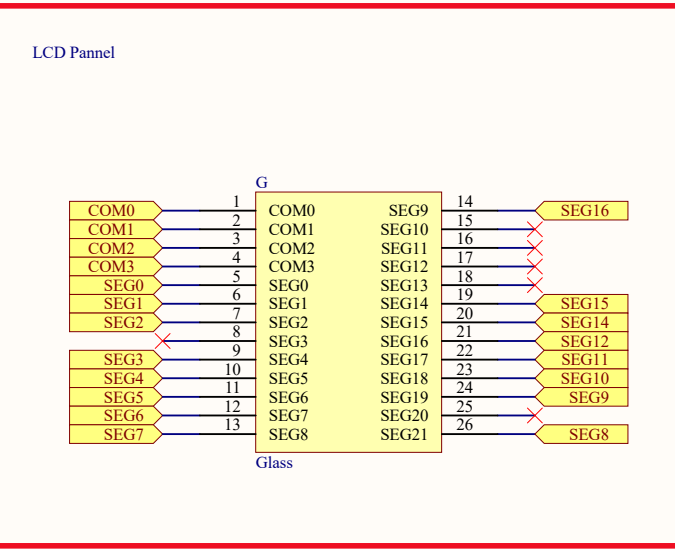 LCD Pannel
G
COM0 1 COM0 SEG9 14 SEG16
COM1 2 COM1 SEG10 15
COM2 3 COM2 SEG11 16
COM3 4 COM3 SEG12 17
SEG0 5 SEG0 SEG13 18
SEG1 6 SEG1 SEG14 19 SEG15
SEG2 7 SEG2 SEG15 20 SEG14
8 SEG3 SEG16 21 SEG12
SEG3 9 SEG4 SEG17 22 SEG11
SEG4 10 SEG5 SEG18 23 SEG10
SEG5 11 SEG6 SEG19 24 SEG9
SEG6 12 SEG7 SEG20 25
SEG7 13 SEG8 SEG21 26 SEG8
Glass